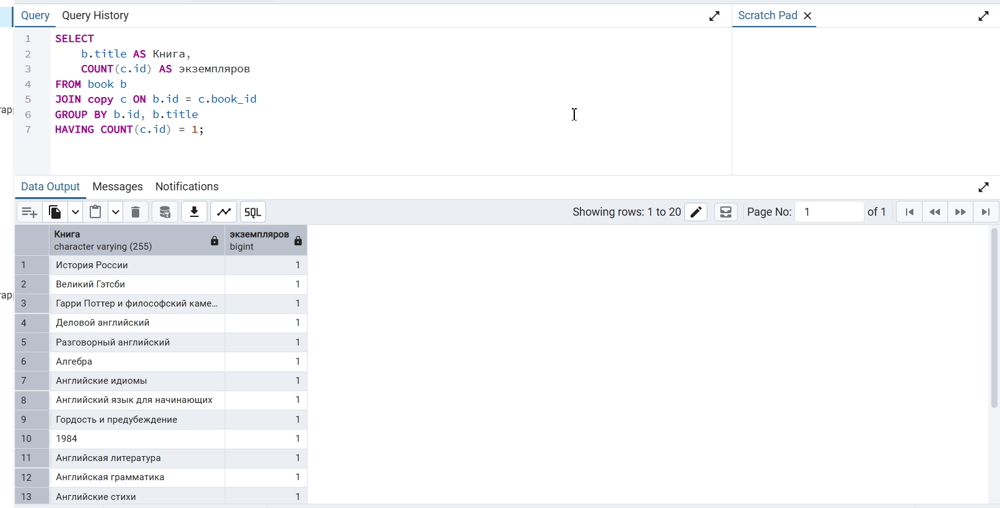 Query Query History
Scratch Pad
1 SELECT
2 b.title AS Книга,
3 COUNT(c.id) AS экземпляров
4 FROM book b
5 JOIN copy c ON b.id = c.book_id
6 GROUP BY b.id, b.title
7 HAVING COUNT(c.id) = 1;
Data Output Messages Notifications
SQL Showing rows: 1 to 20 Page No: 1 of 1
Книга экземпляров
character varying (255) bigint
1 История России 1
2 Великий Гэтсби 1
3 Гарри Поттер и философский каме… 1
4 Деловой английский 1
5 Разговорный английский 1
6 Алгебра 1
7 Английские идиомы 1
8 Английский язык для начинающих 1
9 Гордость и предубеждение 1
10 1984 1
11 Английская литература 1
12 Английская грамматика 1
13 Английские стихи 1